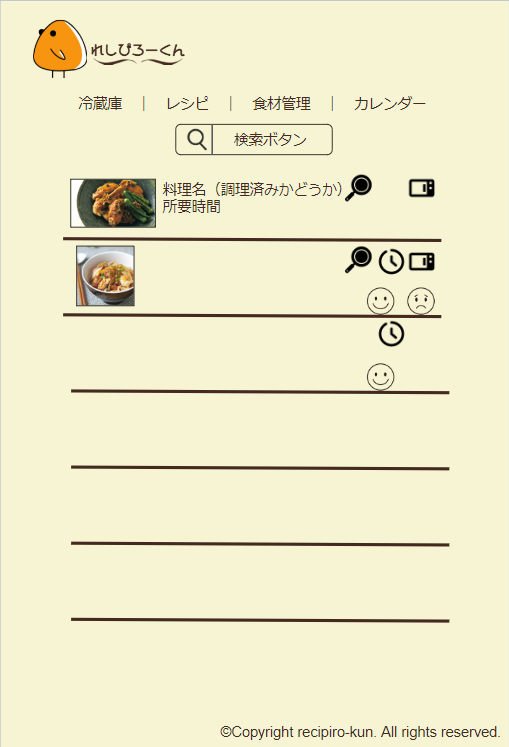 れしぴろーくん
冷蔵庫 | レシピ | 食材管理 | カレンダー
検索ボタン
料理名（調理済みかどうか）
所要時間
©Copyright recipiro-kun. All rights reserved.